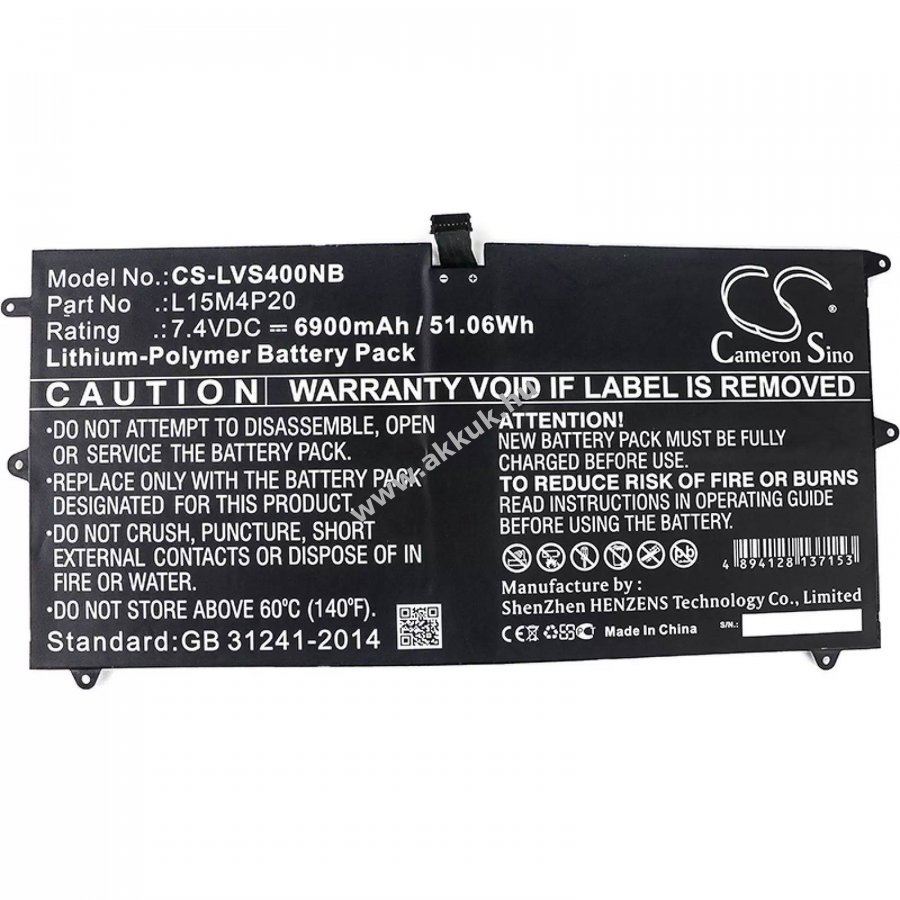 Model No.:CS-LVS400NB
Part No :L15M4P20
Rating :7.4VDC = 6900mAh / 51.06Wh
Lithium-Polymer Battery Pack
CS
Cameron Sino
CAUTION
WARRANTY VOID IF LABEL IS REMOVED
•DO NOT ATTEMPT TO DISASSEMBLE, OPEN
OR SERVICE THE BATTERY PACK.
•REPLACE ONLY WITH THE BATTERY PACK
DESIGNATED FOR THIS PRODUCT.
•DO NOT CRUSH, PUNCTURE, SHORT
EXTERNAL CONTACTS OR DISPOSE OF IN
FIRE OR WATER.
•DO NOT STORE ABOVE 60℃ (140℉).
Standard:GB 31241-2014
ATTENTION!
NEW BATTERY PACK MUST BE FULLY
CHARGED BEFORE USE.
TO REDUCE RISK OF FIRE OR BURNS
READ INSTRUCTIONS IN OPERATING GUIDE
BEFORE USING THE BATTERY.
4 894128 137153
Manufacture by :
ShenZhen HENZENS Technology Co., Limited
CE FC Made In China S/N.:
www.akkuk.hu